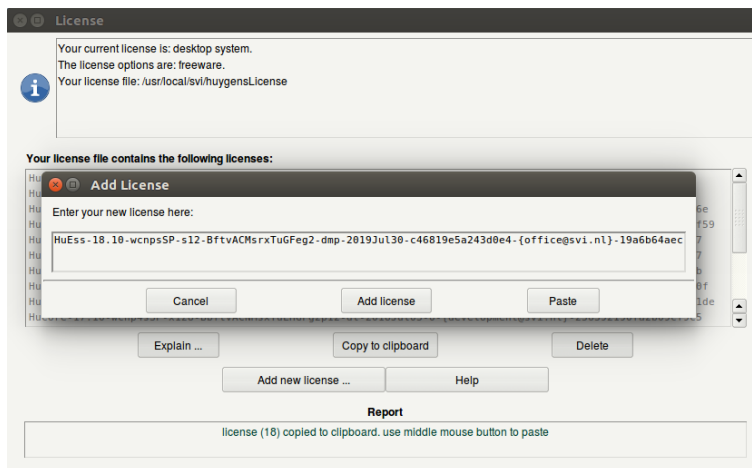 License
Your current license is: desktop system.
The license options are: freeware.
Your license file: /usr/local/svi/huygensLicense
Your license file contains the following licenses:
Add License
Enter your new license here:
HuEss-18.10-wcnpsSP-s12-BftvACMsrxTuGFeg2-dmp-2019Jul30-c46819e5a243d0e4-{office@svi.nl}-19a6b64aec
Cancel Add license Paste
Explain ... Copy to clipboard Delete
Add new license ... Help
Report
license (18) copied to clipboard. use middle mouse button to paste